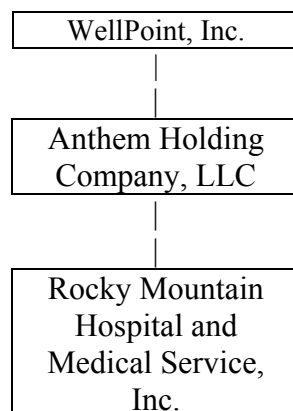 WellPoint, Inc.
Anthem Holding
Company, LLC
Rocky Mountain
Hospital and
Medical Service,
Inc.